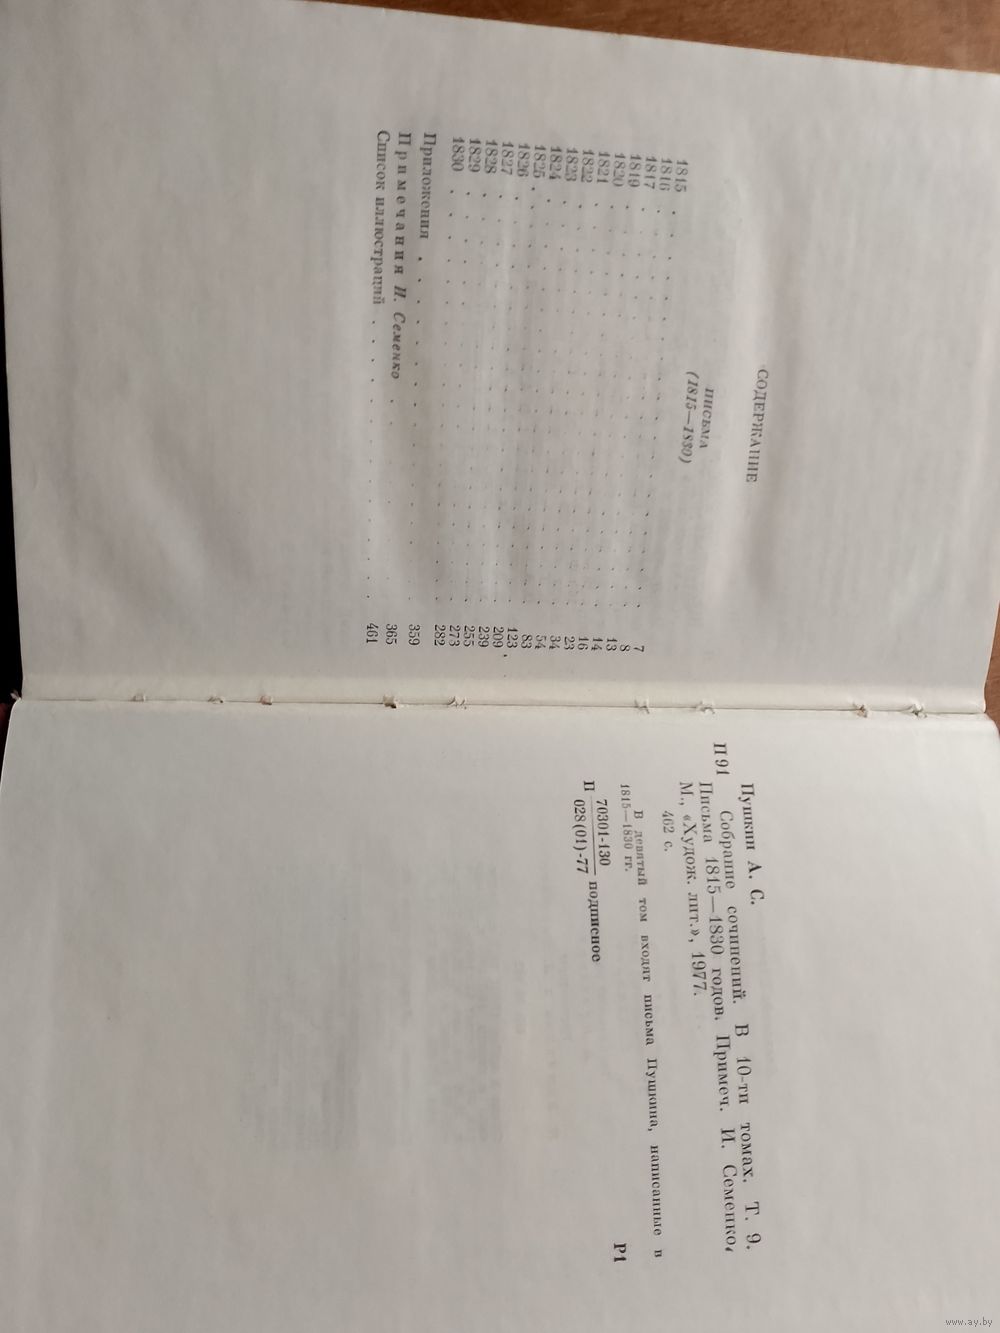 СОДЕРЖАНИЕ
ПИСЬМА
(1815—1830)
1815 . . . . . . . . 7
1816 . . . . . . . . 8
1817 . . . . . . . . 13
1819 . . . . . . . . 14
1820 . . . . . . . . 16
1821 . . . . . . . . 23
1822 . . . . . . . . 34
1823 . . . . . . . . 54
1824 . . . . . . . . 83
1825 . . . . . . . . 123
1826 . . . . . . . . 209
1827 . . . . . . . . 239
1828 . . . . . . . . 255
1829 . . . . . . . . 273
1830 . . . . . . . . 282
Приложения . . . . . . . . 359
Примечания И. Семенко . . . . . . 365
Список иллюстраций . . . . . . . 461
Пушкин А. С.
П91 Собрание сочинений. В 10-ти томах. Т. 9.
Письма 1815—1830 годов. Примеч. И. Семенко,
М., «Худож. лит.», 1977.
462 с.
В девятый том входят письма Пушкина, написанные в
1815—1830 гг.
П 70301-130
028(01)-77 подписное
Р1
www.ay.by